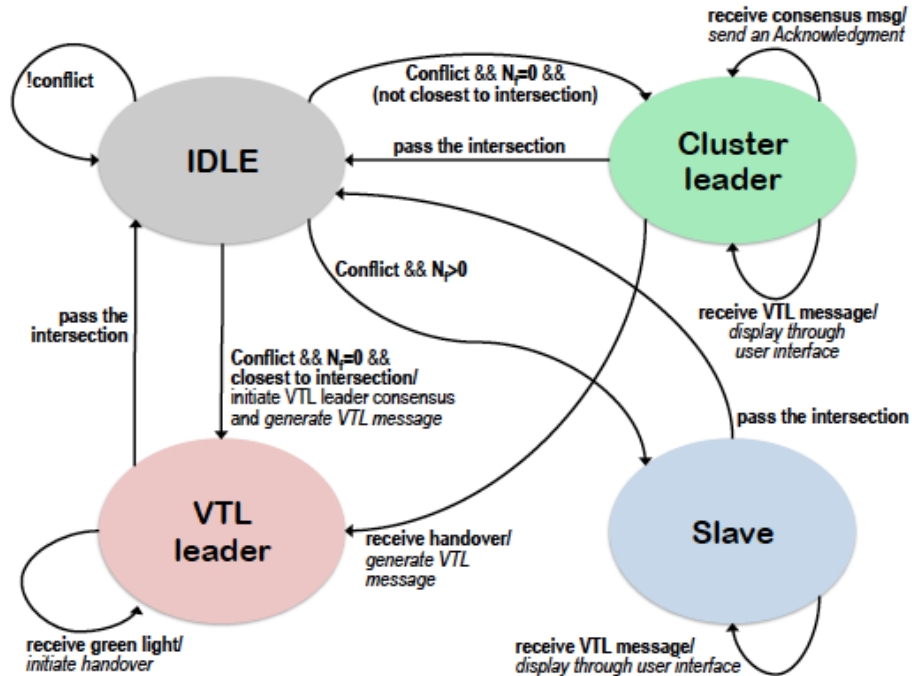 receive consensus msg/
send an Acknowledgment
!conflict
Conflict && Nf=0 &&
(not closest to intersection)
IDLE
pass the intersection
Cluster
leader
Conflict && Nf>0
pass the
intersection
receive VTL message/
display through
user interface
Conflict && Nf=0 &&
closest to intersection/
initiate VTL leader consensus
and generate VTL message
pass the intersection
VTL
leader
receive handover/
generate VTL
message
Slave
receive green light/
initiate handover
receive VTL message/
display through user interface